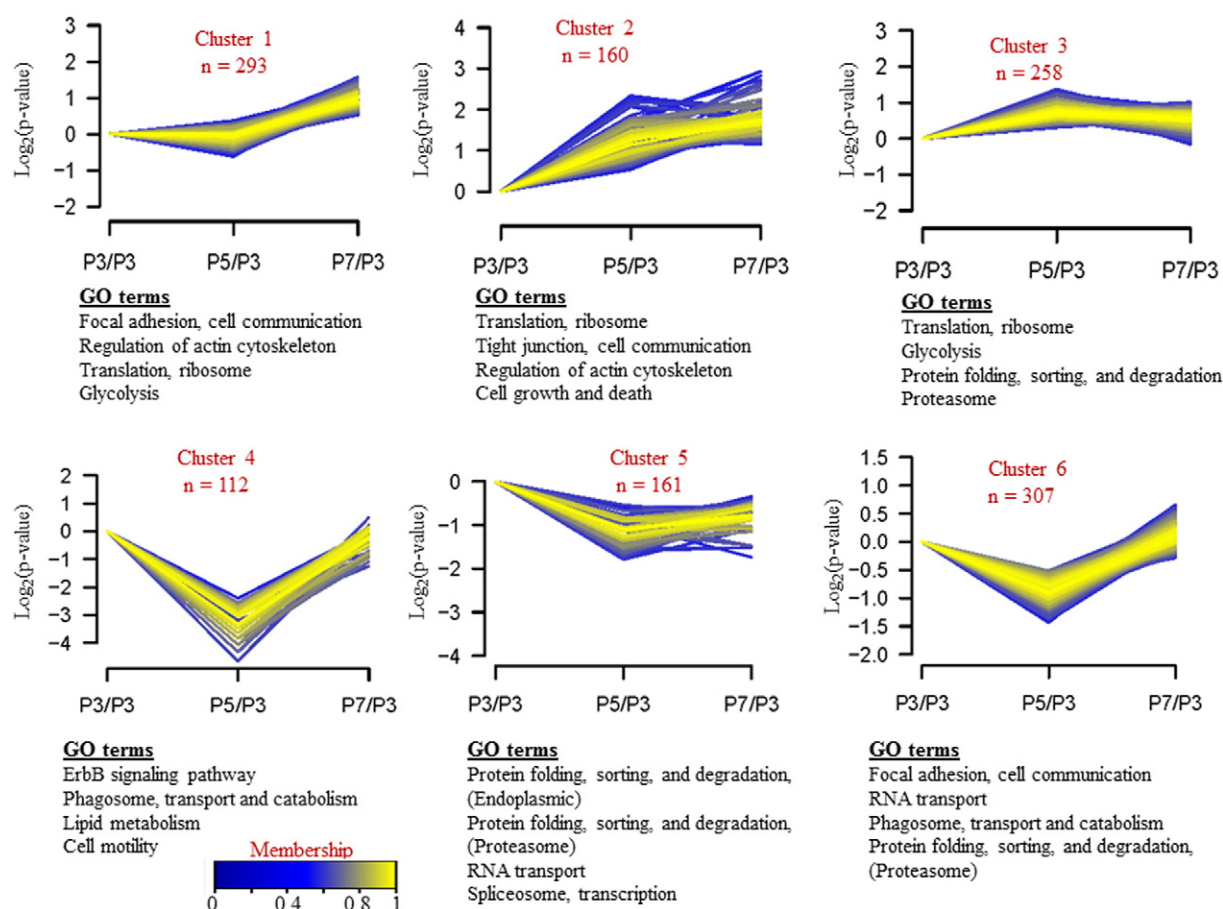 Cluster 1
n = 293
Log2(p-value)
3
2
1
0
−1
−2
P3/P3 P5/P3 P7/P3
GO terms
Focal adhesion, cell communication
Regulation of actin cytoskeleton
Translation, ribosome
Glycolysis
Cluster 2
n = 160
Log2(p-value)
4
3
2
1
0
P3/P3 P5/P3 P7/P3
GO terms
Translation, ribosome
Tight junction, cell communication
Regulation of actin cytoskeleton
Cell growth and death
Cluster 3
n = 258
Log2(p-value)
3
2
1
0
−1
−2
P3/P3 P5/P3 P7/P3
GO terms
Translation, ribosome
Glycolysis
Protein folding, sorting, and degradation
Proteasome
Cluster 4
n = 112
Log2(p-value)
2
1
0
−1
−2
−3
−4
P3/P3 P5/P3 P7/P3
GO terms
ErbB signaling pathway
Phagosome, transport and catabolism
Lipid metabolism
Cell motility
Membership
0 0.4 0.8 1
Cluster 5
n = 161
Log2(p-value)
0
−1
−2
−3
−4
P3/P3 P5/P3 P7/P3
GO terms
Protein folding, sorting, and degradation,
(Endoplasmic)
Protein folding, sorting, and degradation,
(Proteasome)
RNA transport
Spliceosome, transcription
Cluster 6
n = 307
Log2(p-value)
1.5
1.0
0.5
0.0
−0.5
−1.0
−1.5
−2.0
P3/P3 P5/P3 P7/P3
GO terms
Focal adhesion, cell communication
RNA transport
Phagosome, transport and catabolism
Protein folding, sorting, and degradation,
(Proteasome)